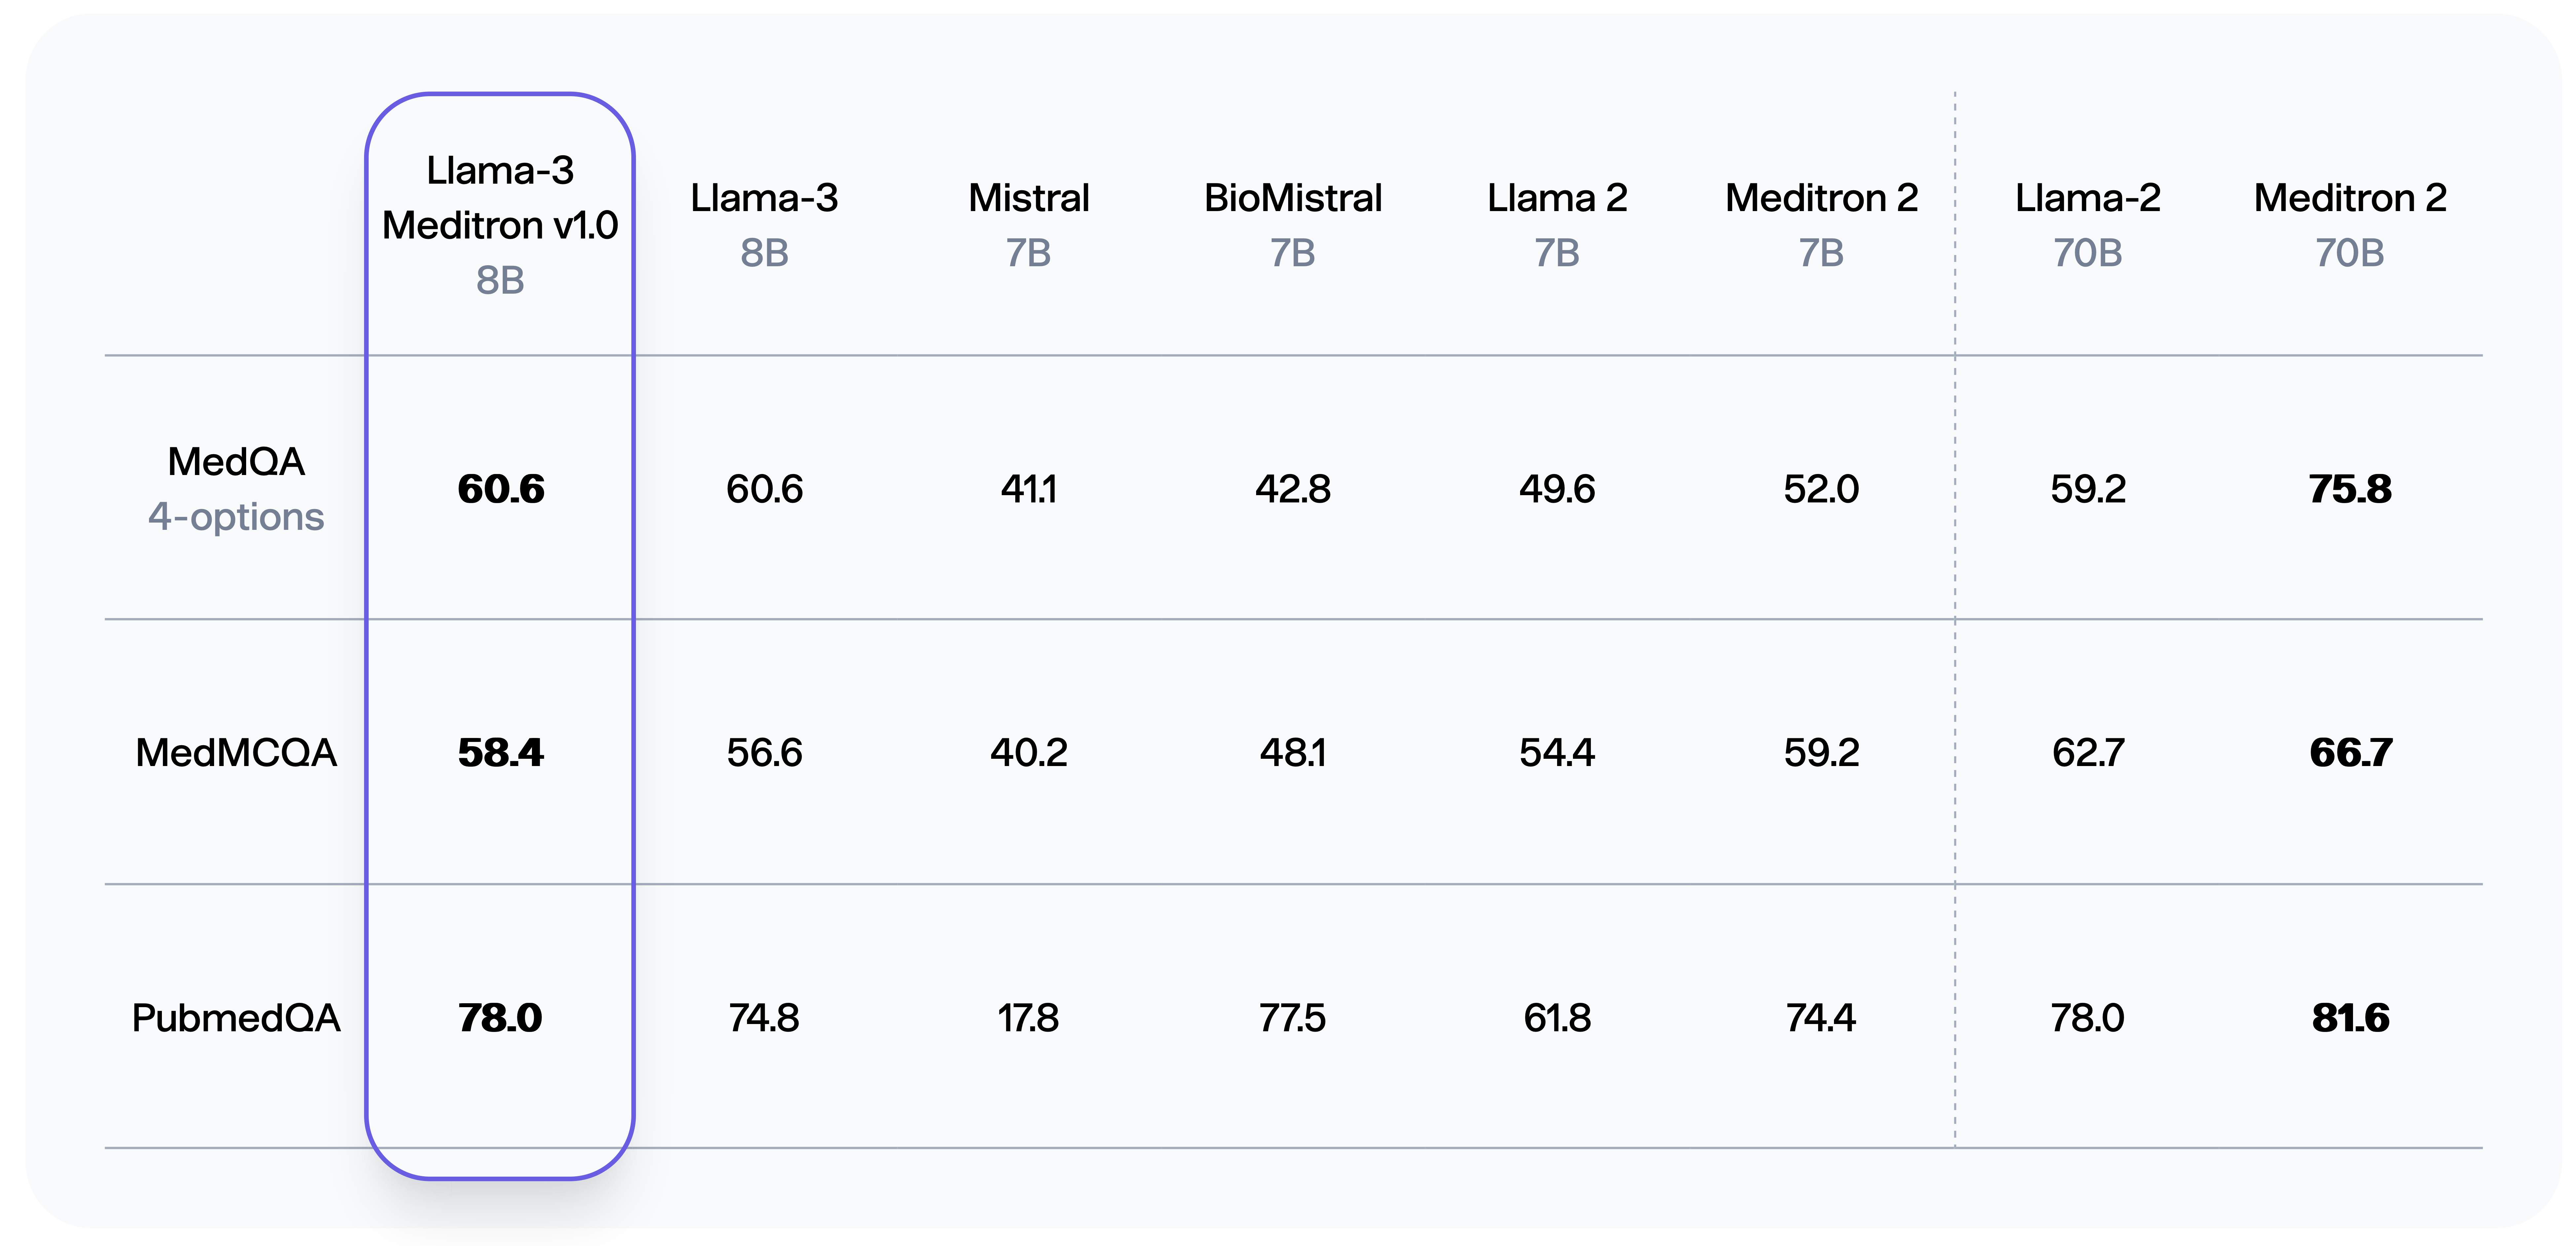 Llama-3
Meditron v1.0
8B
Llama-3
8B
Mistral
7B
BioMistral
7B
Llama 2
7B
Meditron 2
7B
Llama-2
70B
Meditron 2
70B
MedQA
4-options
60.6 60.6 41.1 42.8 49.6 52.0 59.2 75.8
MedMCQA 58.4 56.6 40.2 48.1 54.4 59.2 62.7 66.7
PubmedQA 78.0 74.8 17.8 77.5 61.8 74.4 78.0 81.6